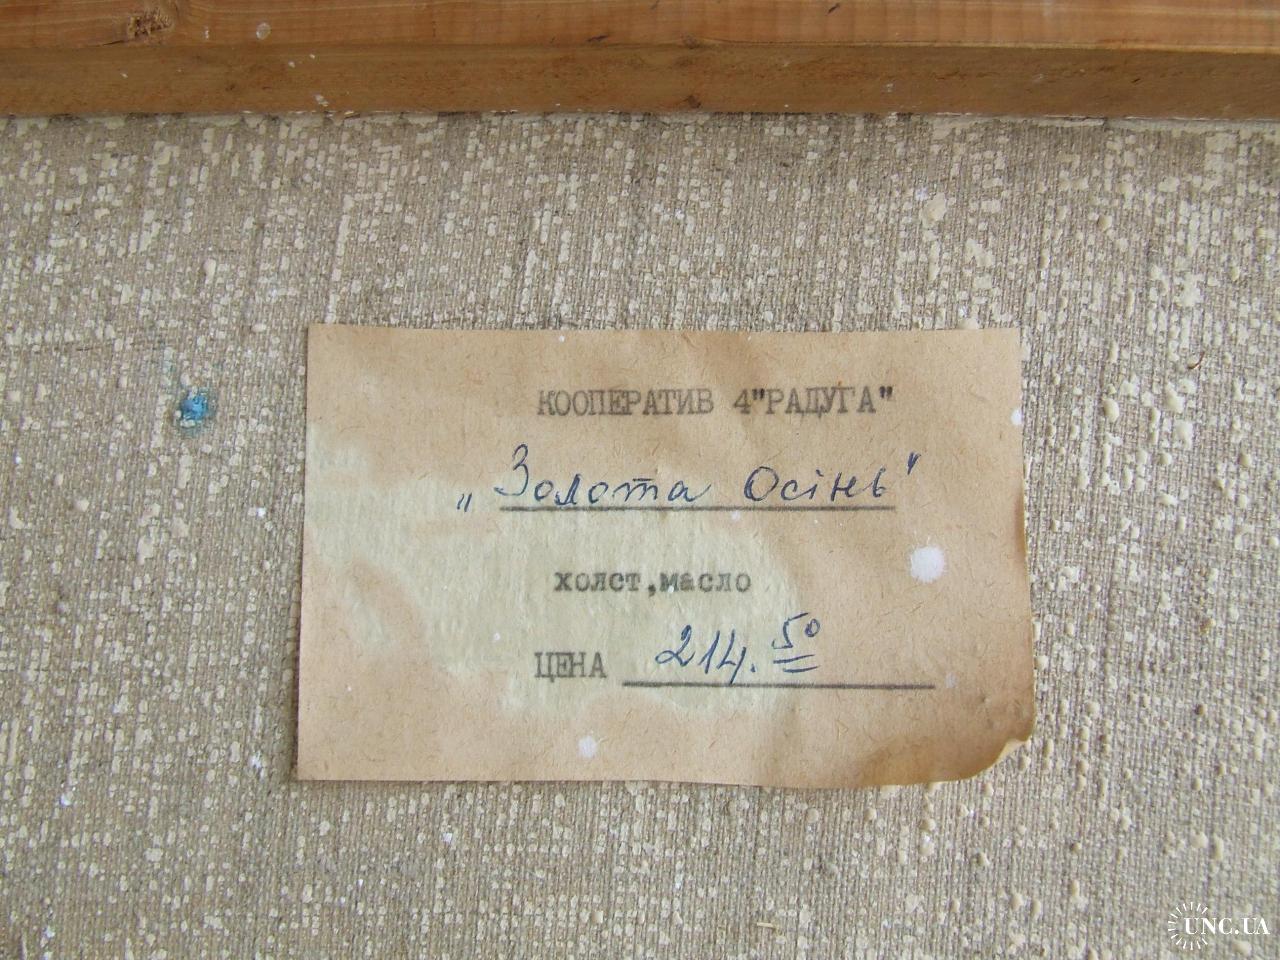 КООПЕРАТИВ 4"РАДУГА"
„Золота Осінь"
холст,масло
ЦЕНА 214.50
UNC.UA